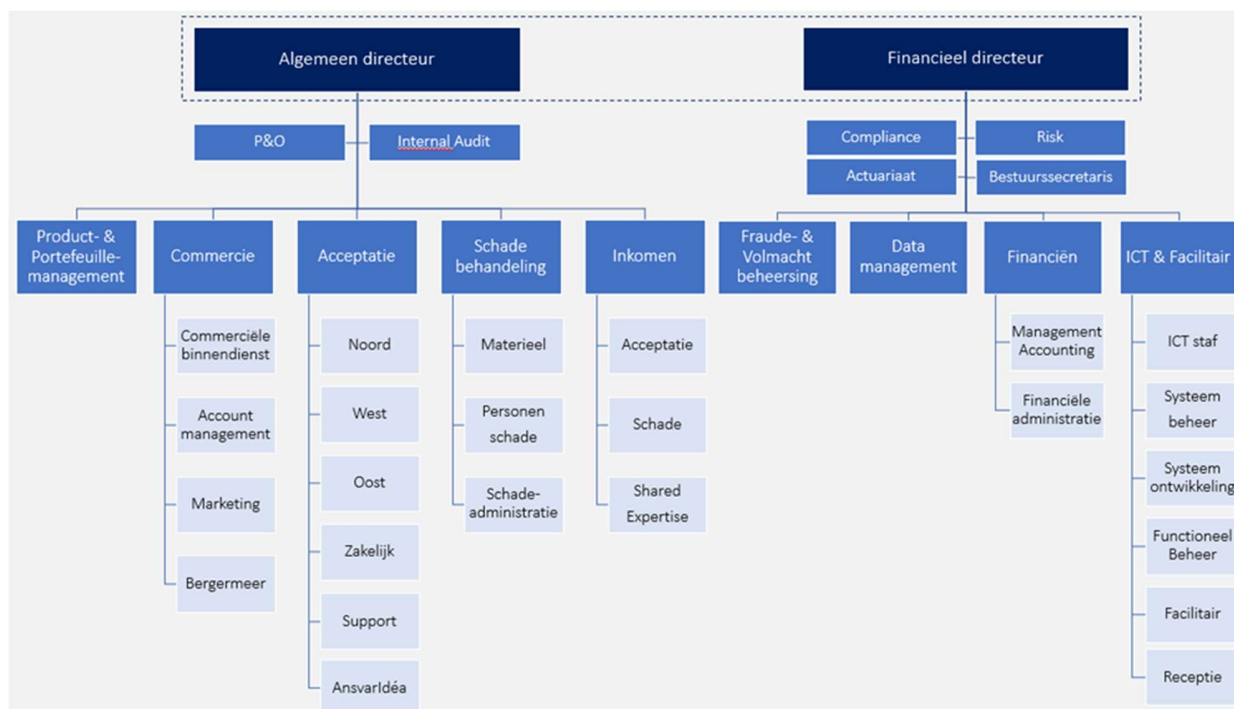 Algemeen directeur
Financieel directeur
P&O
Internal Audit
Compliance
Risk
Actuariaat
Bestuurssecretaris
Product- &
Portefeuille-
management
Commercie
Acceptatie
Schade
behandeling
Inkomen
Fraude- &
Volmacht
beheersing
Data
management
Financiën
ICT & Facilitair
Commerciële
binnendienst
Account
management
Marketing
Bergermeer
Noord
West
Oost
Zakelijk
Support
AnsvarIdéa
Materieel
Personen
schade
Schade-
administratie
Acceptatie
Schade
Shared
Expertise
Management
Accounting
Financiële
administratie
ICT staf
Systeem
beheer
Systeem
ontwikkeling
Functioneel
Beheer
Facilitair
Receptie